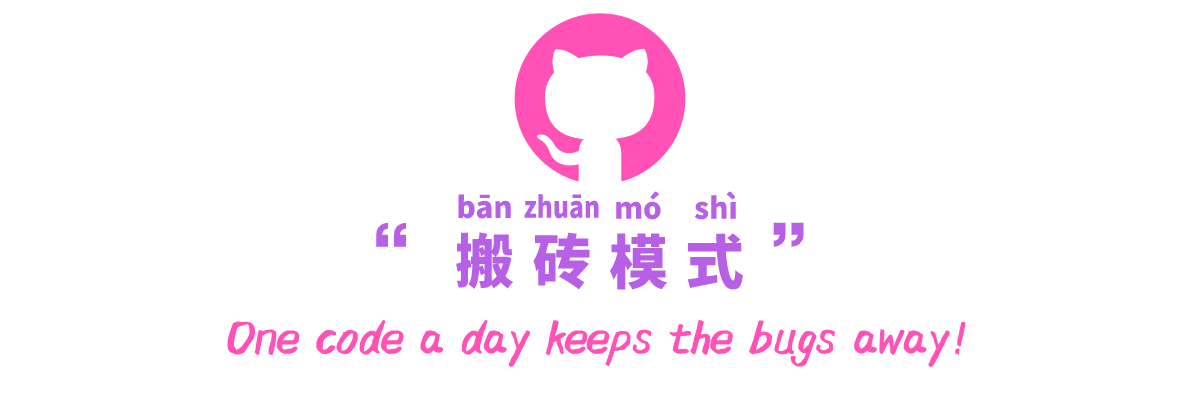 bān zhuān mó shì
“ 搬砖模式 ”
One code a day keeps the bugs away!